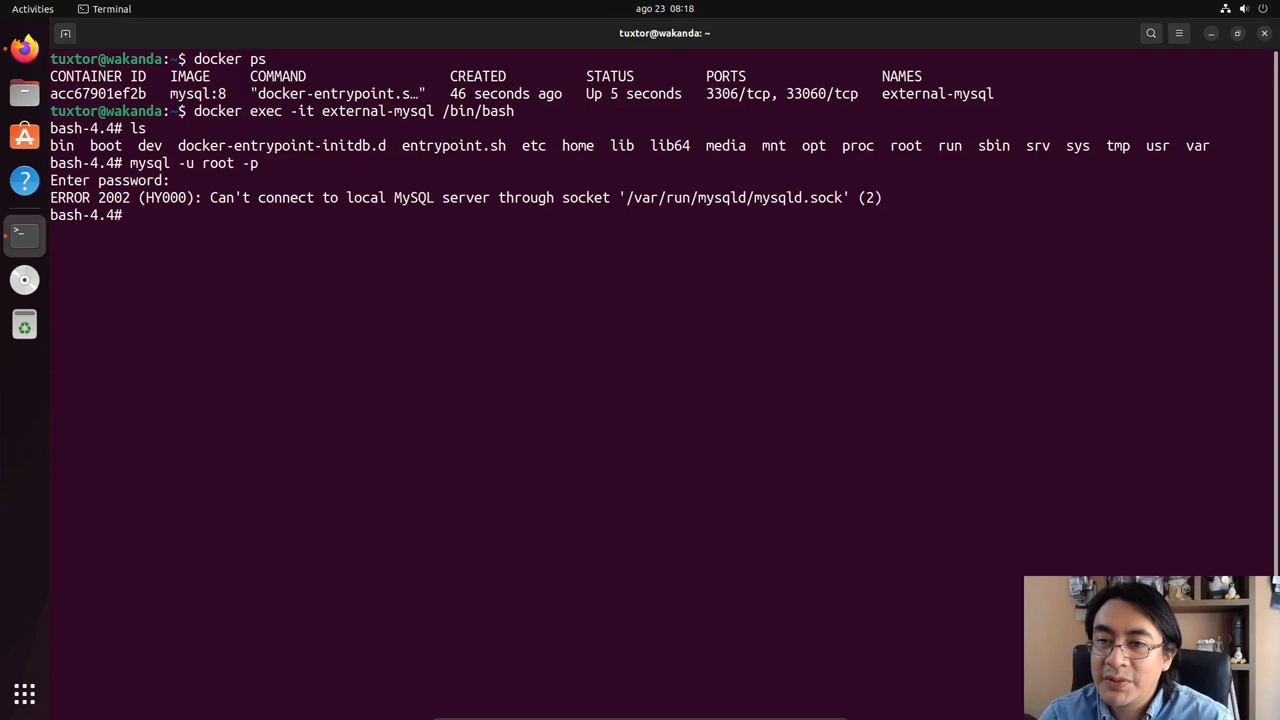 Activities
Terminal
ago 23 08:18
tuxtor@wakanda: ~
tuxtor@wakanda:~$ docker ps
CONTAINER ID IMAGE COMMAND CREATED STATUS PORTS NAMES
acc67901ef2b mysql:8 "docker-entrypoint.s…" 46 seconds ago Up 5 seconds 3306/tcp, 33060/tcp external-mysql
tuxtor@wakanda:~$ docker exec -it external-mysql /bin/bash
bash-4.4# ls
bin boot dev docker-entrypoint-initdb.d entrypoint.sh etc home lib lib64 media mnt opt proc root run sbin srv sys tmp usr var
bash-4.4# mysql -u root -p
Enter password:
ERROR 2002 (HY000): Can't connect to local MySQL server through socket '/var/run/mysqld/mysqld.sock' (2)
bash-4.4#